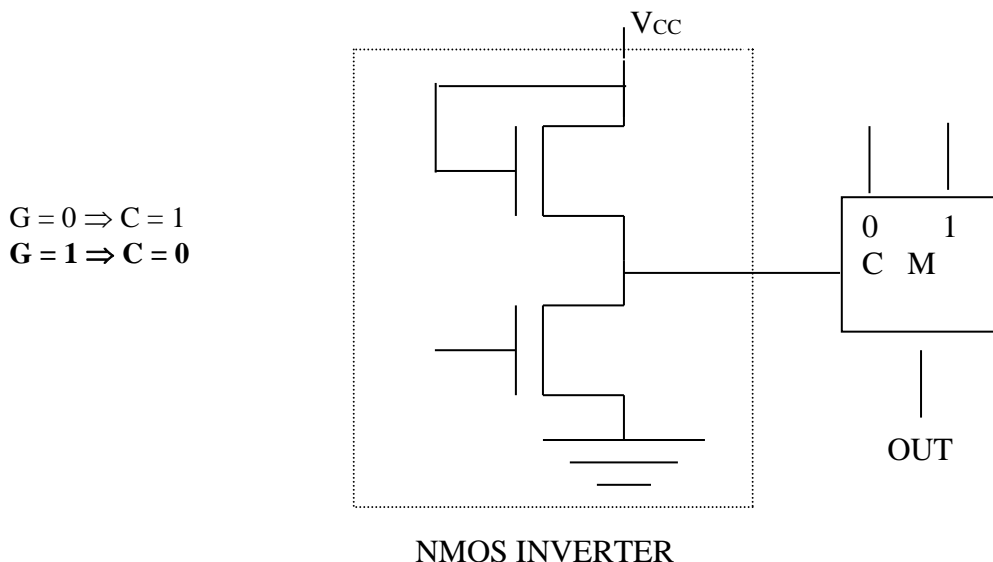 VCC
G = 0 ⇒ C = 1
G = 1 ⇒ C = 0
0 1
C M
OUT
NMOS INVERTER